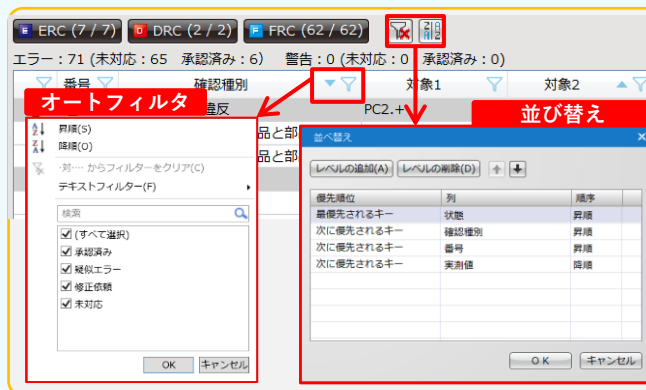 E ERC (7 / 7) D DRC (2 / 2) F FRC (62 / 62)
エラー：71 (未対応：65 承認済み：6) 警告：0 (未対応：0 承認済み：0)
番号 確認種別 対象1 対象2
オートフィルタ 違反 PC2.+ 並び替え
昇順(S)
降順(O)
品と部
品と部
からフィルターをクリア(C)
テキストフィルター(F)
検索
(すべて選択)
承認済み
疑似エラー
修正依頼
未対応
OK キャンセル
並べ替え
レベルの追加(A) レベルの削除(D)
優先順位 列 順序
最優先されるキー 状態 昇順
次に優先されるキー 確認種別 昇順
次に優先されるキー 番号 昇順
次に優先されるキー 実測値 降順
OK キャンセル